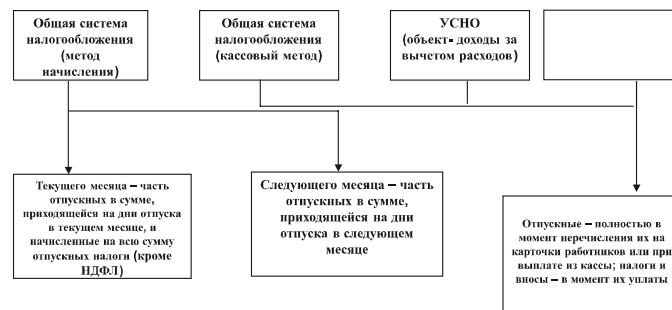 Общая система
налогообложения
(метод
начисления)
Общая система
налогообложения
(кассовый метод)
УСНО
(объект- доходы за
вычетом расходов)
Текущего месяца – часть
отпускных в сумме,
приходящейся на дни отпуска
в текущем месяце, и
начисленные на всю сумму
отпускных налоги (кроме
НДФЛ)
Следующего месяца – часть
отпускных в сумме,
приходящейся на дни
отпуска в следующем
месяце
Отпускные – полностью в
момент перечисления их на
карточки работников или при
выплате из кассы; налоги и
вносы – в момент их уплаты